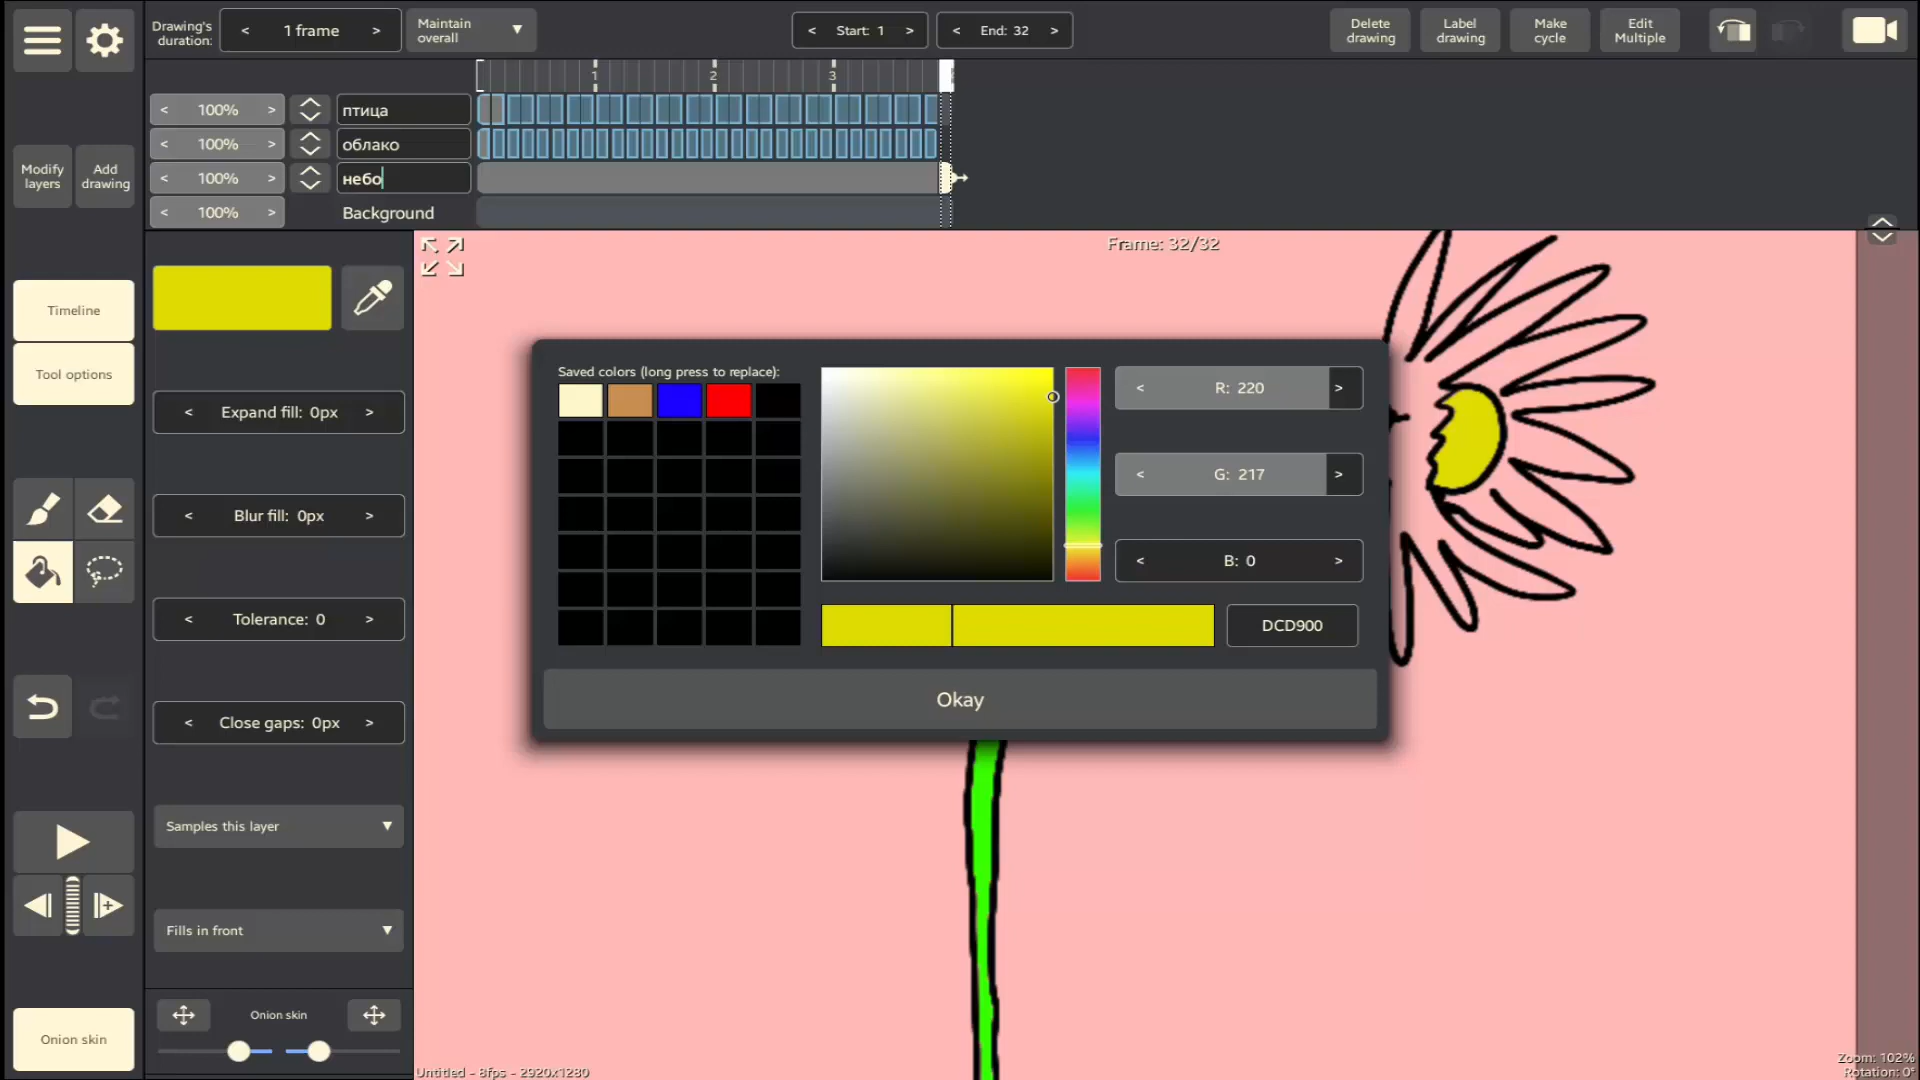 Drawing's
duration:
< 1 frame >
Maintain
overall
< Start: 1 >
< End: 32 >
Delete
drawing
Label
drawing
Make
cycle
Edit
Multiple
1 2 3
< 100% > птица
< 100% > облако
< 100% > небо
< 100% > Background
Modify
layers
Add
drawing
Frame: 32/32
Timeline
Tool options
< Expand fill: 0px >
< Blur fill: 0px >
< Tolerance: 0 >
< Close gaps: 0px >
Samples this layer
Fills in front
Onion skin
Onion skin
Saved colors (long press to replace):
< R: 220 >
< G: 217 >
< B: 0 >
DCD900
Okay
Untitled - 8fps - 2920x1280
Zoom: 102%
Rotation: 0°